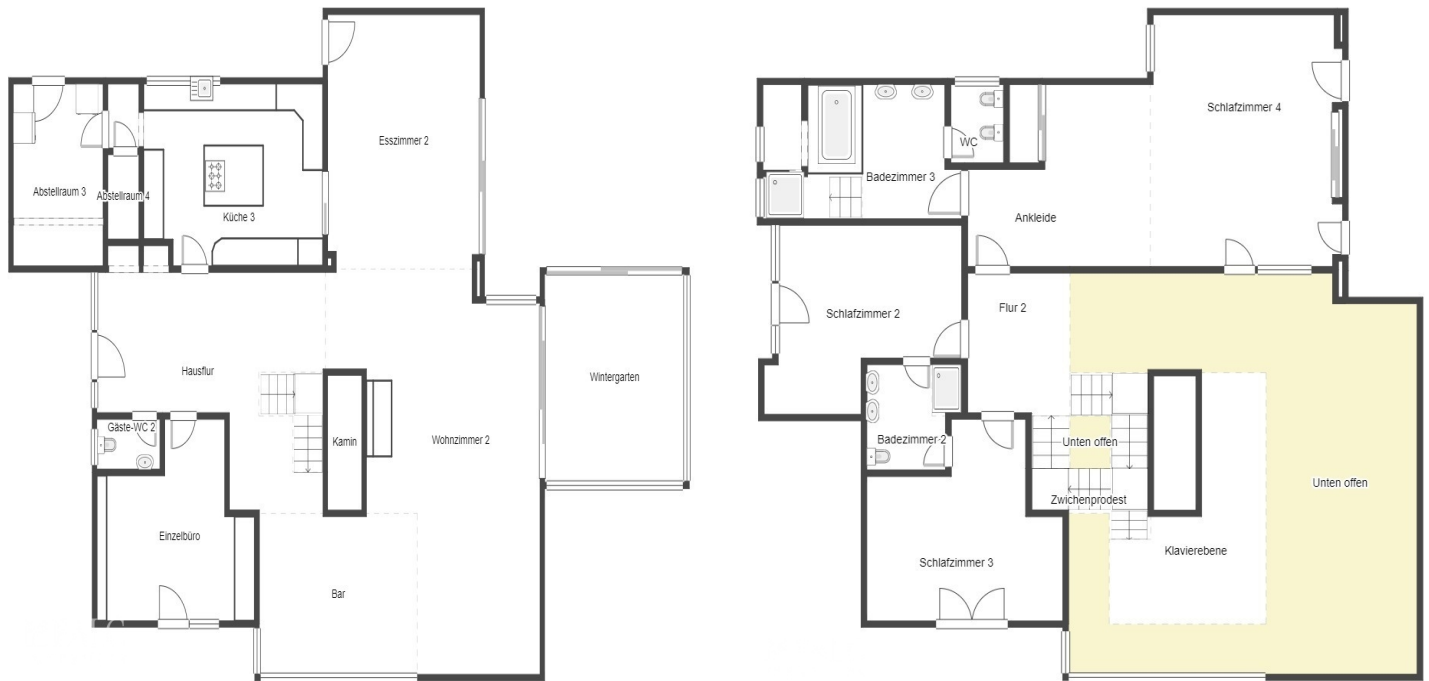 Esszimmer 2
Abstellraum 3
Abstellraum 4
Küche 3
Hausflur
Wintergarten
Gäste-WC 2
Kamin
Wohnzimmer 2
Einzelbüro
Bar
Schlafzimmer 4
WC
Badezimmer 3
Ankleide
Schlafzimmer 2
Flur 2
Badezimmer 2
Unten offen
Unten offen
Zwichenprodest
Klavierebene
Schlafzimmer 3